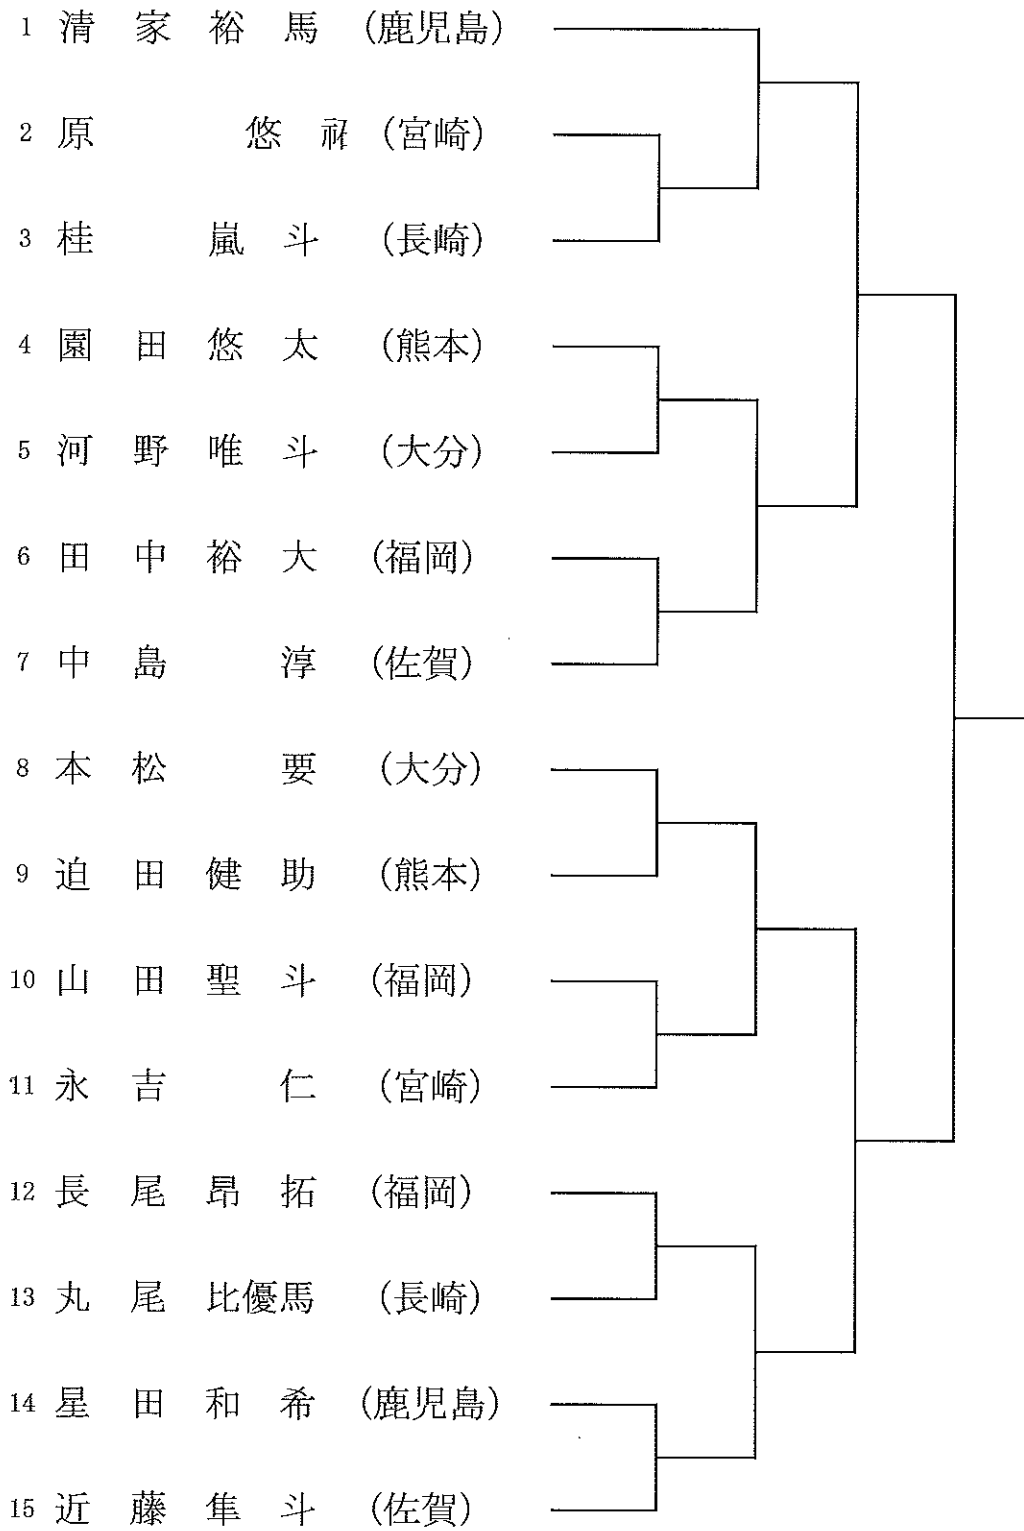 1 清家裕馬 (鹿児島)
2 原 悠 (宮崎)
3 桂 嵐斗 (長崎)
4 園田悠太 (熊本)
5 河野唯斗 (大分)
6 田中裕大 (福岡)
7 中島 淳 (佐賀)
8 本松 要 (大分)
9 迫田健助 (熊本)
10 山田聖斗 (福岡)
11 永吉 仁 (宮崎)
12 長尾昂拓 (福岡)
13 丸尾比優馬 (長崎)
14 星田和希 (鹿児島)
15 近藤隼斗 (佐賀)